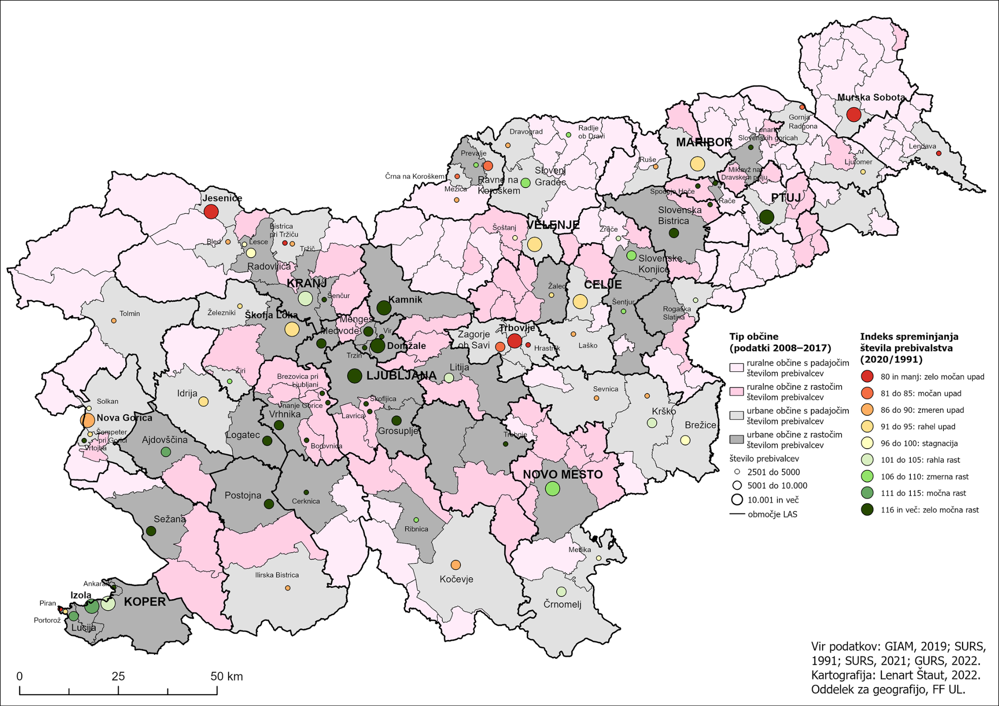 Murska Sobota
Gornja
Radgona
Radlje
ob Dravi
Dravograd
Lenart v
Slovenskih goricah
MARIBOR
Lendava
Prevalje
Ruše
Ljutomer
Slovenj
Gradec
Miklavž na
Dravskem polju
Črna na Koroškem
Ravne na
Koroškem
Mežica
Spodnje Hoče
Jesenice
PTUJ
Rače
Slovenska
Bistrica
VELENJE
Šoštanj
Zreče
Bistrica
pri Tržiču
Bled
Lesce
Tržič
Slovenske
Konjice
Radovljica
KRANJ
CELJE
Žalec
Šenčur
Kamnik
Šentjur
Rogaška
Slatina
Železniki
Škofja Loka
Tolmin
Menges
Medvode
Vir
Trbovlje
Zagorje
ob Savi
Domžale
Hrastnik
Laško
Trzin
Litija
Žiri
Brezovica pri
Ljubljani
LJUBLJANA
Idrija
Sevnica
Solkan
Škofljica
Vnanje Gorice
Vrhnika
Lavrica
Krško
Nova Gorica
Grosuplje
Brežice
Šempeter
pri Gorici
Ajdovščina
Logatec
Trebnje
Vrtojba
Borovnica
NOVO MESTO
Postojna
Cerknica
Sežana
Ribnica
Metlika
Ilirska Bistrica
Kočevje
Ankaran
Izola
KOPER
Piran
Črnomelj
Portorož
Lucija
Tip občine
(podatki 2008–2017)
ruralne občine s padajočim
številom prebivalcev
ruralne občine z rastočim
številom prebivalcev
urbane občine s padajočim
številom prebivalcev
urbane občine z rastočim
številom prebivalcev
število prebivalcev
2501 do 5000
5001 do 10.000
10.001 in več
območje LAS
Indeks spreminjanja
števila prebivalstva
(2020/1991)
80 in manj: zelo močan upad
81 do 85: močan upad
86 do 90: zmeren upad
91 do 95: rahel upad
96 do 100: stagnacija
101 do 105: rahla rast
106 do 110: zmerna rast
111 do 115: močna rast
116 in več: zelo močna rast
0 25 50 km
Vir podatkov: GIAM, 2019; SURS,
1991; SURS, 2021; GURS, 2022.
Kartografija: Lenart Štaut, 2022.
Oddelek za geografijo, FF UL.